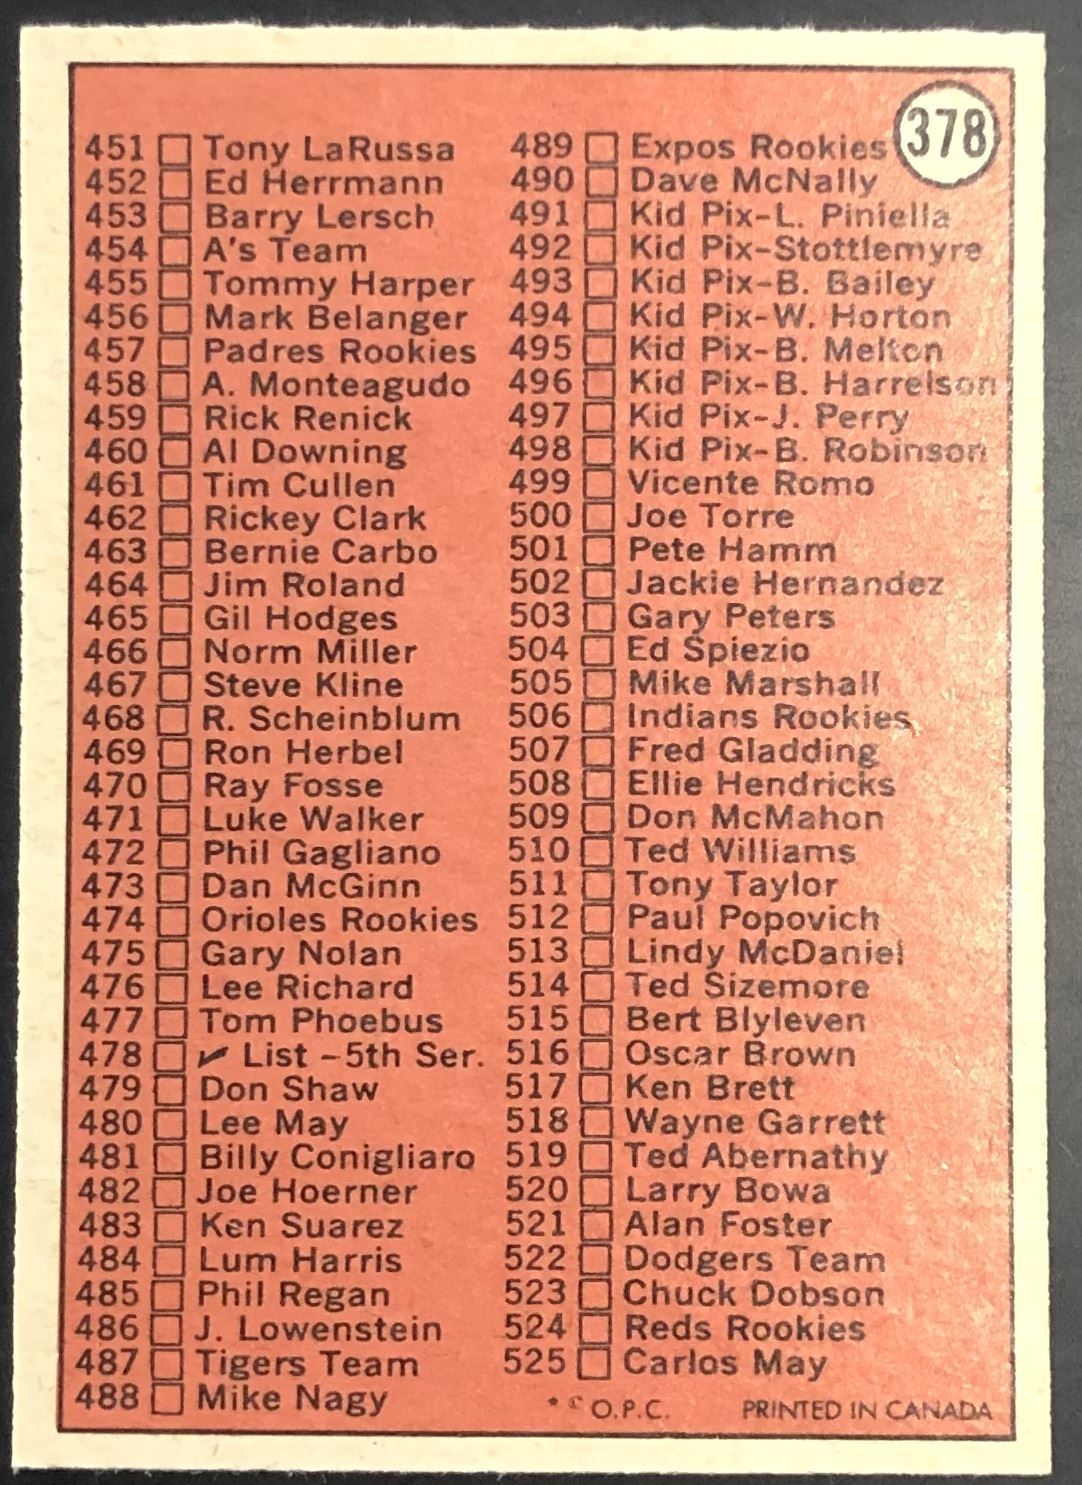 378
451 Tony LaRussa
452 Ed Herrmann
453 Barry Lersch
454 A's Team
455 Tommy Harper
456 Mark Belanger
457 Padres Rookies
458 A. Monteagudo
459 Rick Renick
460 Al Downing
461 Tim Cullen
462 Rickey Clark
463 Bernie Carbo
464 Jim Roland
465 Gil Hodges
466 Norm Miller
467 Steve Kline
468 R. Scheinblum
469 Ron Herbel
470 Ray Fosse
471 Luke Walker
472 Phil Gagliano
473 Dan McGinn
474 Orioles Rookies
475 Gary Nolan
476 Lee Richard
477 Tom Phoebus
478 ✓ List -5th Ser.
479 Don Shaw
480 Lee May
481 Billy Conigliaro
482 Joe Hoerner
483 Ken Suarez
484 Lum Harris
485 Phil Regan
486 J. Lowenstein
487 Tigers Team
488 Mike Nagy
489 Expos Rookies
490 Dave McNally
491 Kid Pix-L. Piniella
492 Kid Pix-Stottlemyre
493 Kid Pix-B. Bailey
494 Kid Pix-W. Horton
495 Kid Pix-B. Melton
496 Kid Pix-B. Harrelson
497 Kid Pix-J. Perry
498 Kid Pix-B. Robinson
499 Vicente Romo
500 Joe Torre
501 Pete Hamm
502 Jackie Hernandez
503 Gary Peters
504 Ed Spiezio
505 Mike Marshall
506 Indians Rookies
507 Fred Gladding
508 Ellie Hendricks
509 Don McMahon
510 Ted Williams
511 Tony Taylor
512 Paul Popovich
513 Lindy McDaniel
514 Ted Sizemore
515 Bert Blyleven
516 Oscar Brown
517 Ken Brett
518 Wayne Garrett
519 Ted Abernathy
520 Larry Bowa
521 Alan Foster
522 Dodgers Team
523 Chuck Dobson
524 Reds Rookies
525 Carlos May
* © O.P.C. PRINTED IN CANADA